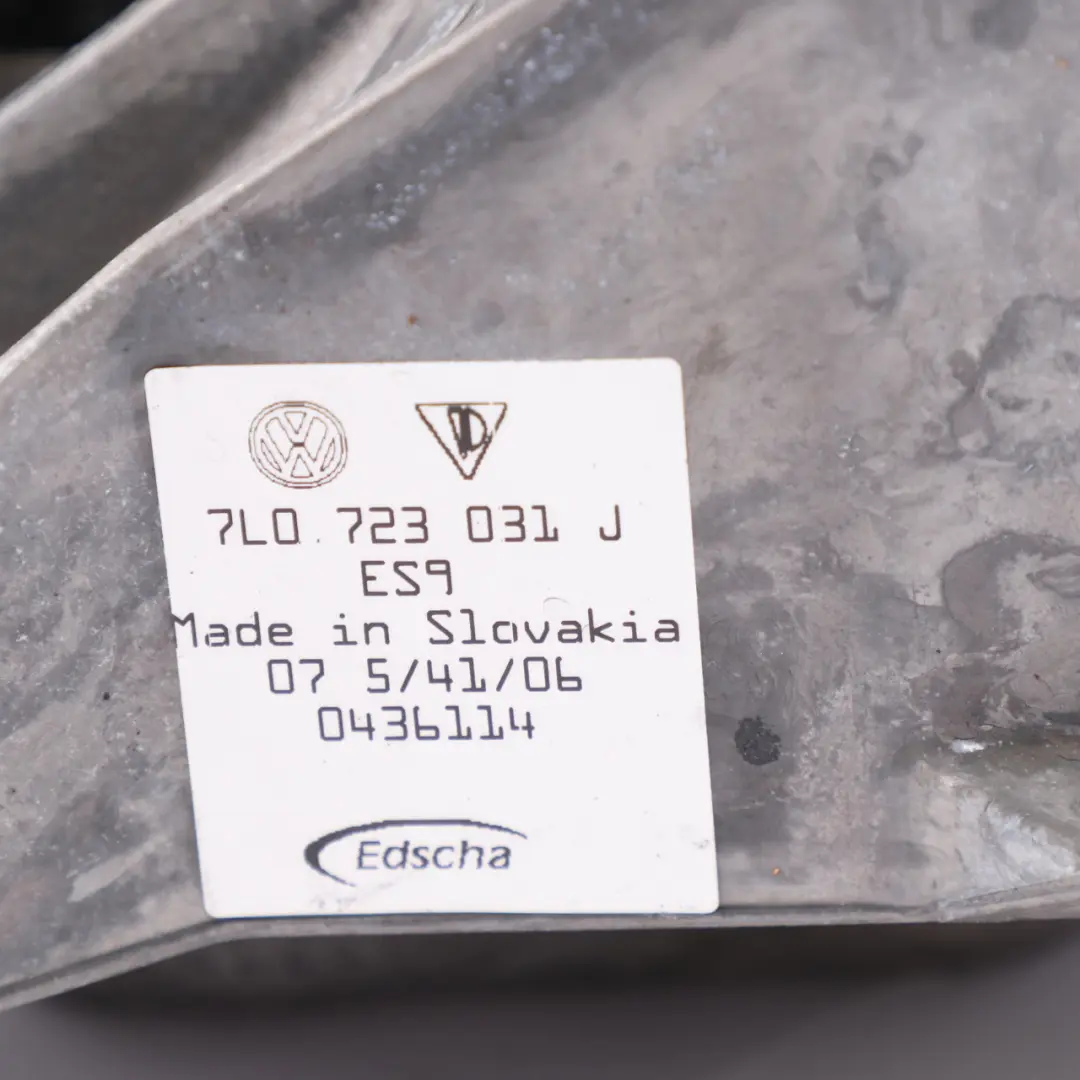 7L0 723 031 J
ES9
Made in Slovakia
07 5/41/06
0436114
Edscha